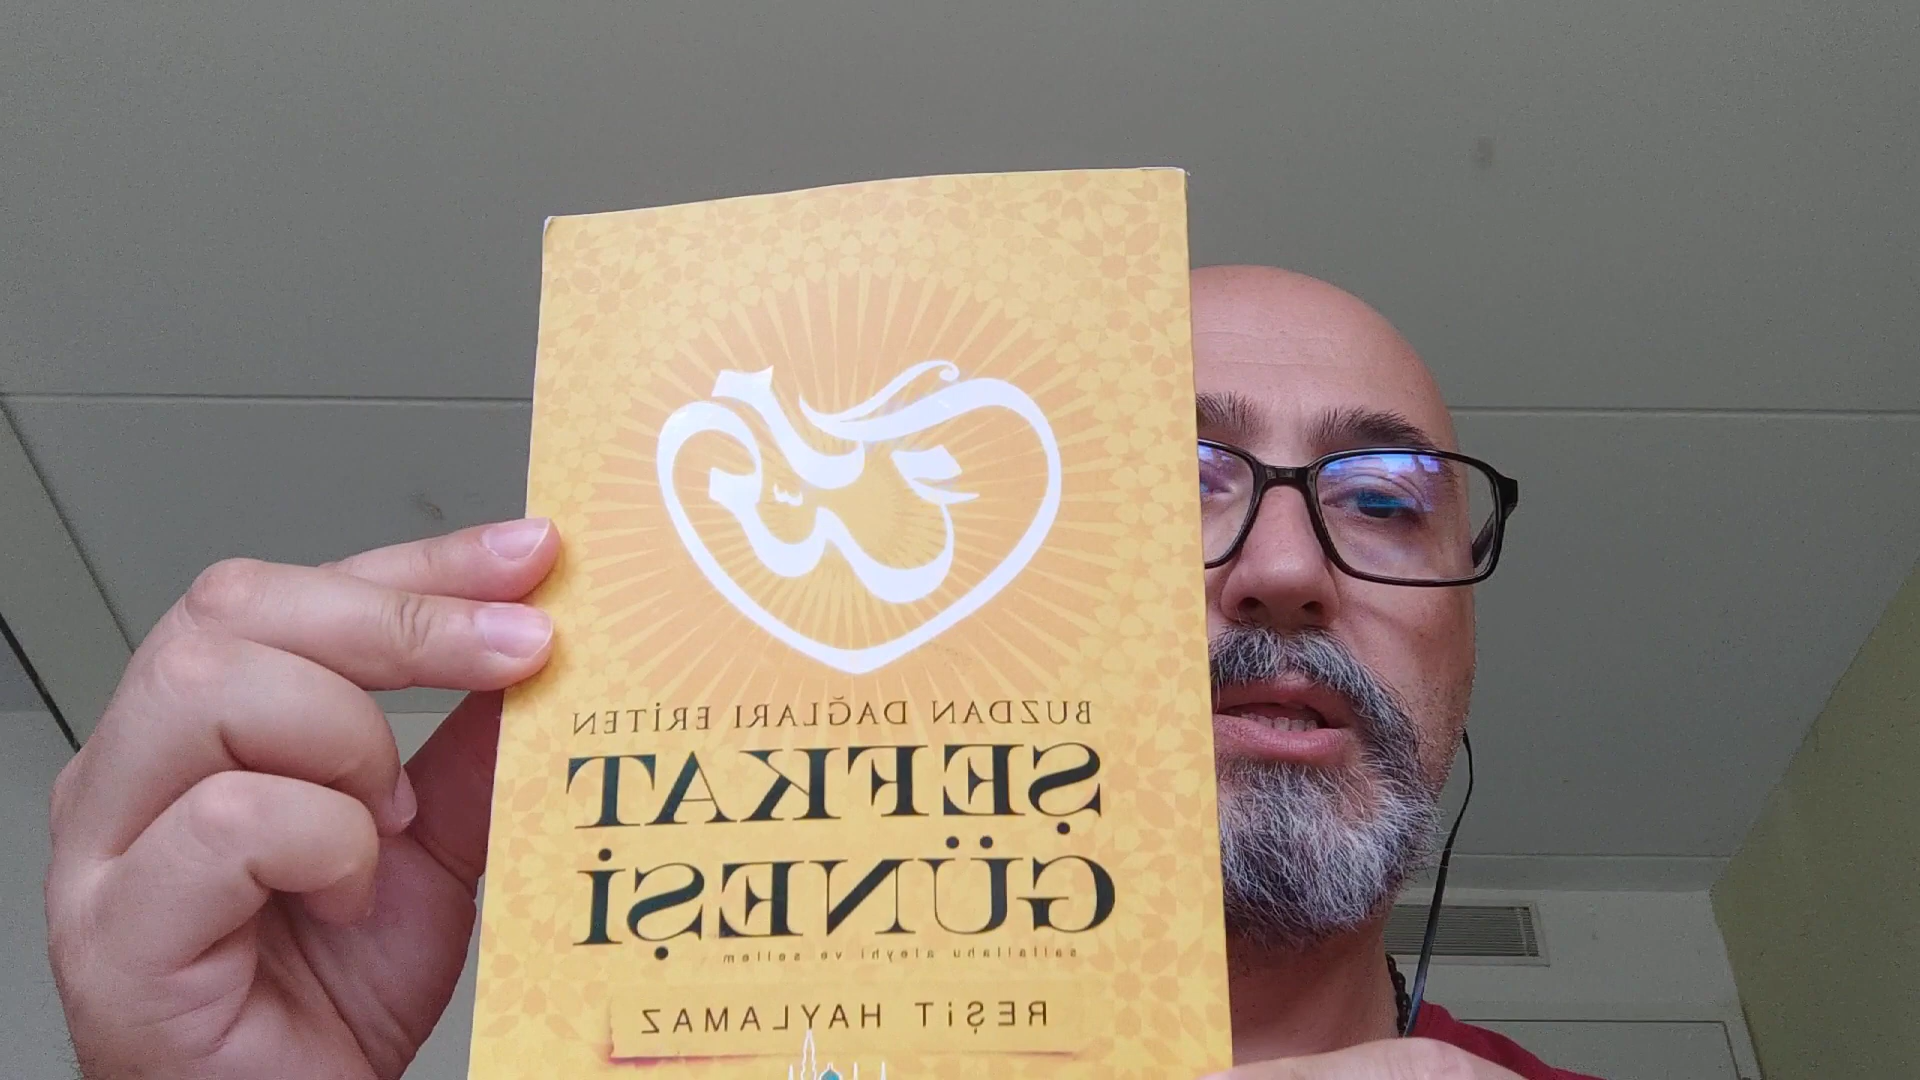 BUZDAN DAĞLARI ERİTEN
ŞEFKAT
GÜNEŞİ
sallallahu aleyhi ve sellem
REŞİT HAYLAMAZ